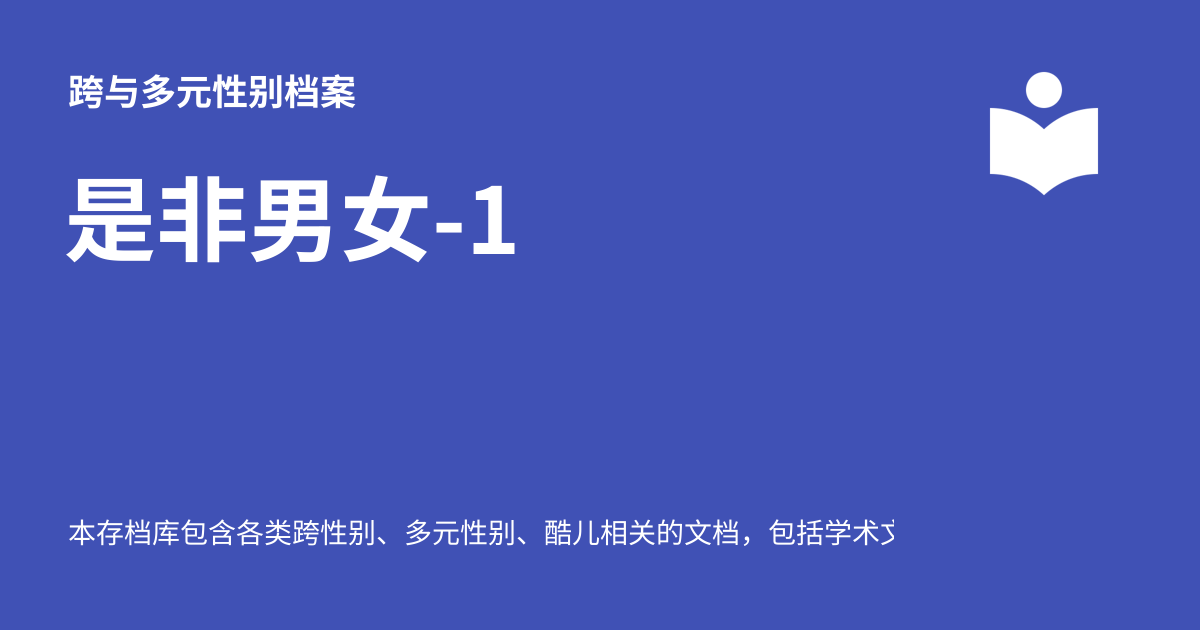 跨与多元性别档案
是非男女-1
本存档库包含各类跨性别、多元性别、酷儿相关的文档，包括学术